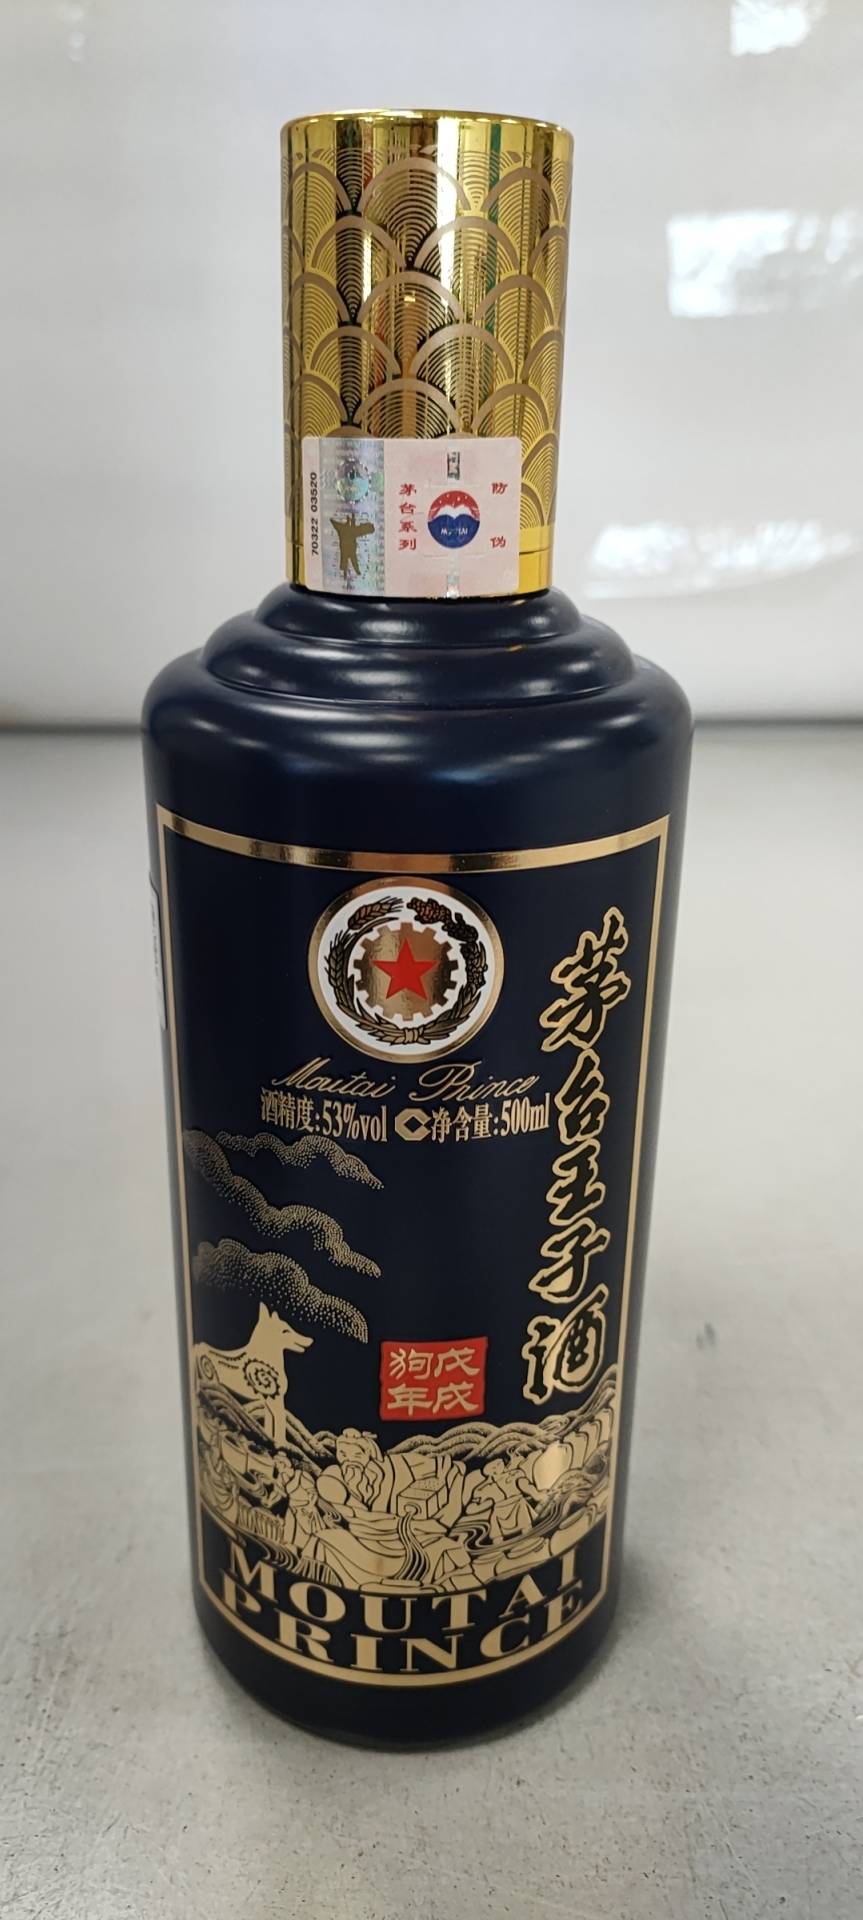 70322 03520
茅台系列
防伪
MOUTAI
茅台王子酒
Moutai Prince
酒精度:53%vol 净含量:500ml
戊戌
狗年
MOUTAI
PRINCE